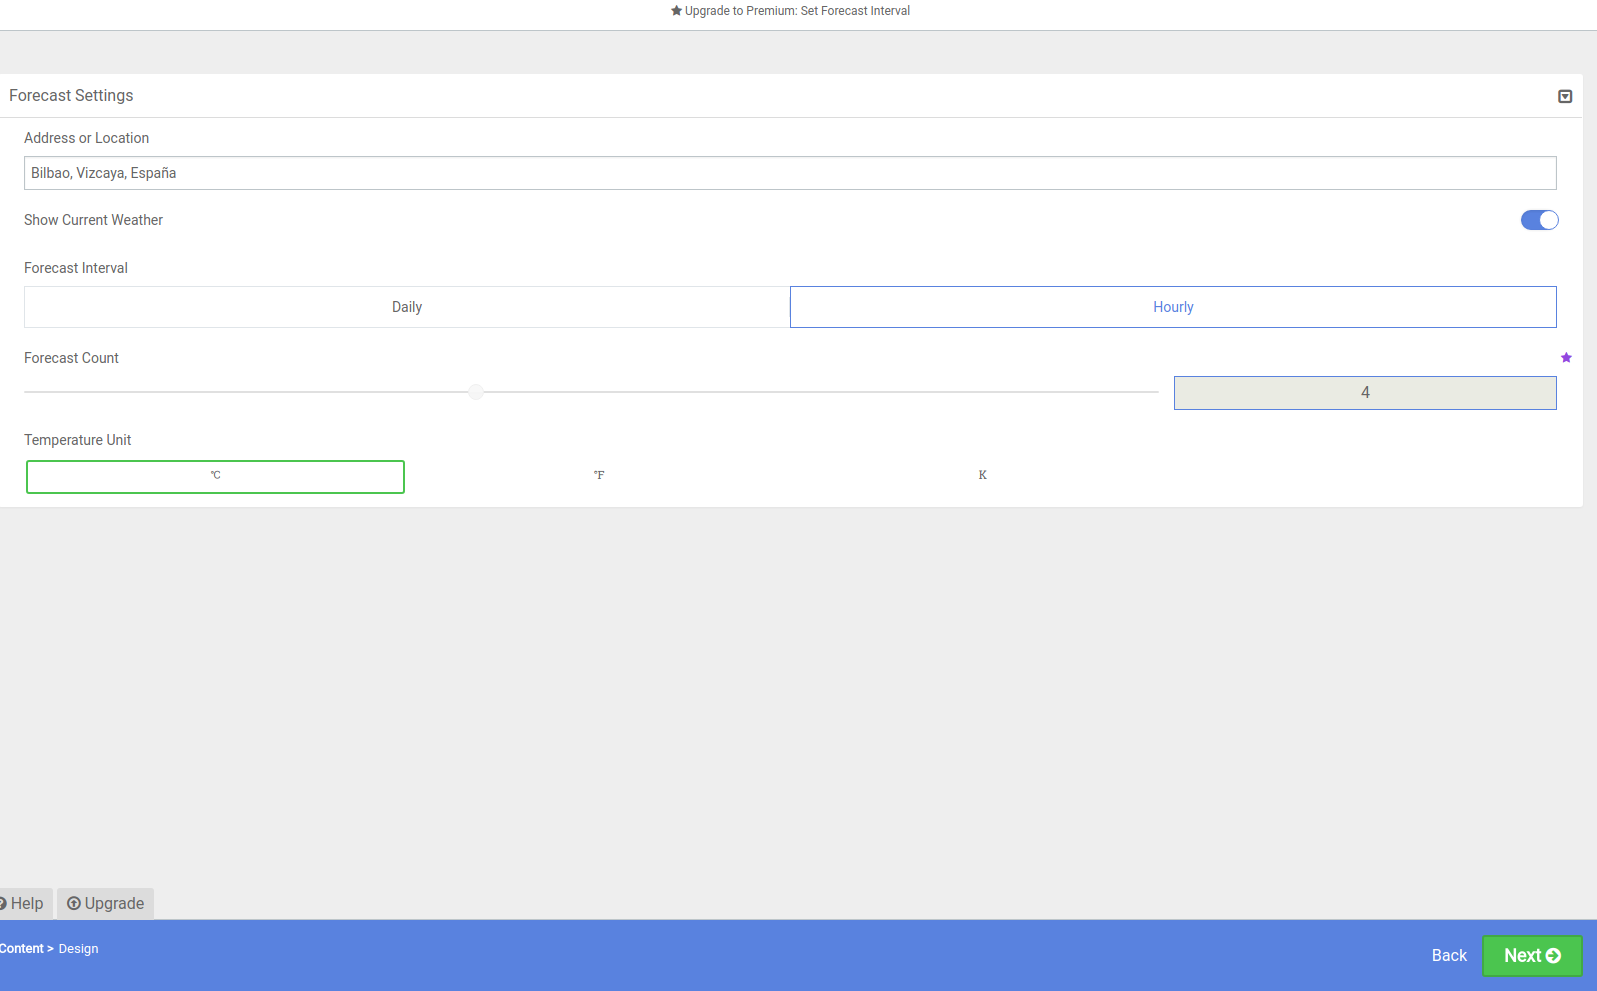 Upgrade to Premium: Set Forecast Interval
Forecast Settings
Address or Location
Bilbao, Vizcaya, España
Show Current Weather
Forecast Interval
Daily Hourly
Forecast Count
4
Temperature Unit
°C °F K
Help Upgrade
Content > Design
Back Next